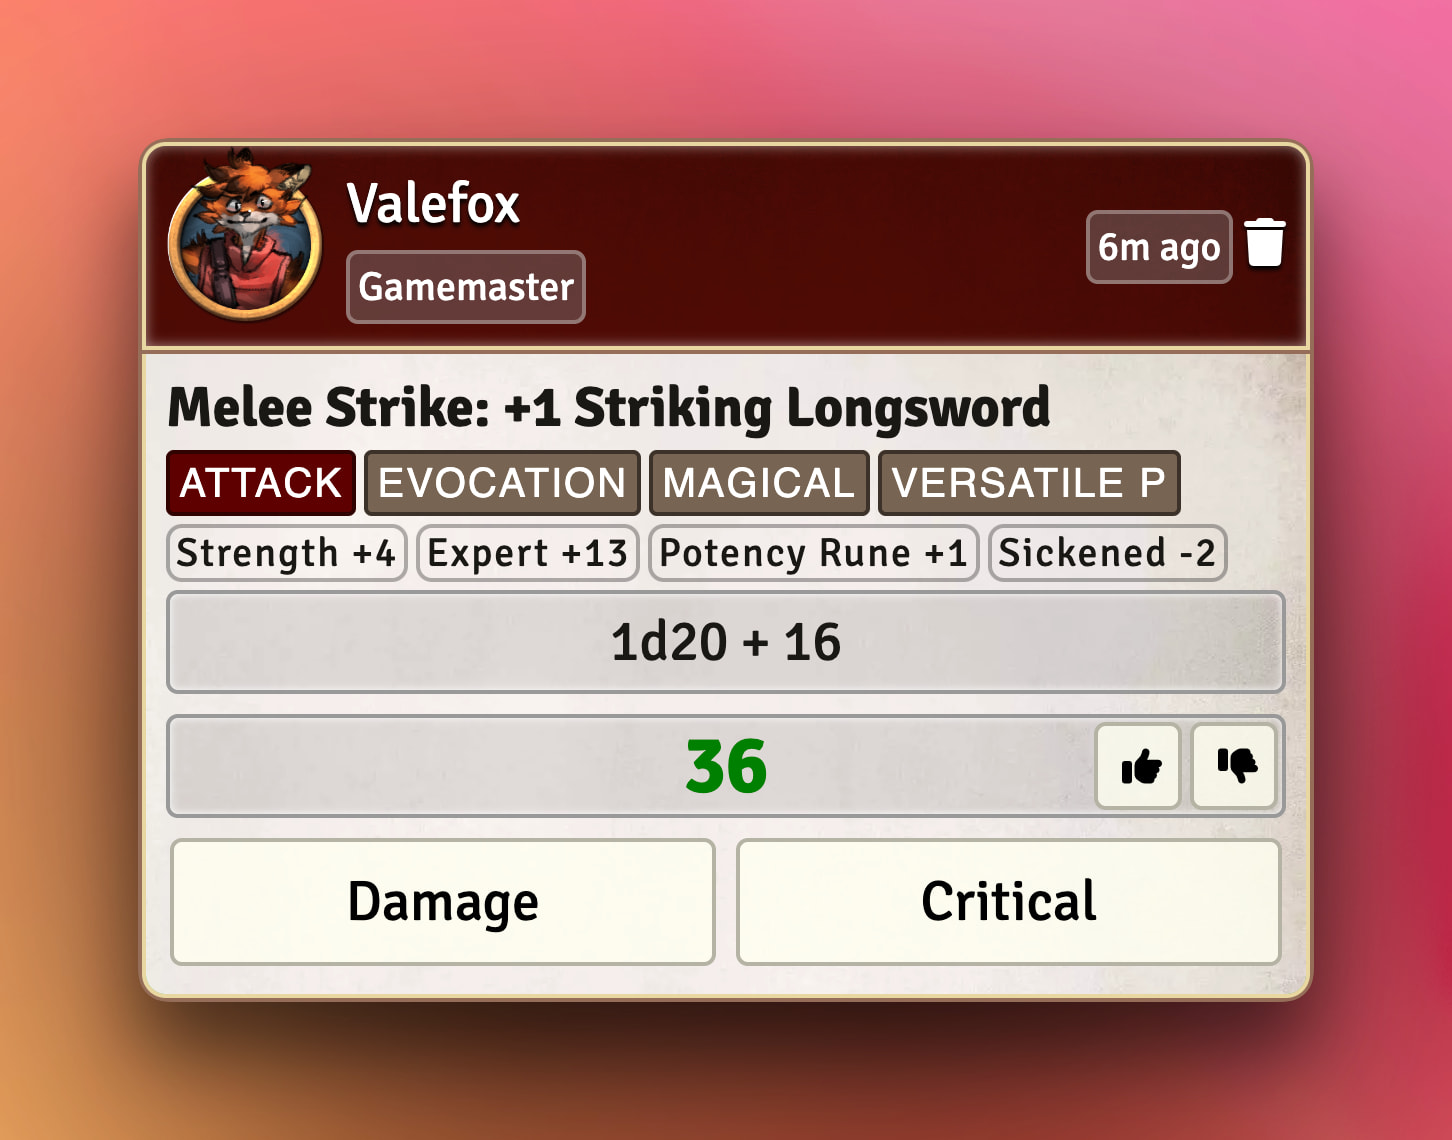 Valefox
Gamemaster
6m ago
Melee Strike: +1 Striking Longsword
ATTACK EVOCATION MAGICAL VERSATILE P
Strength +4 Expert +13 Potency Rune +1 Sickened -2
1d20 + 16
36
Damage Critical